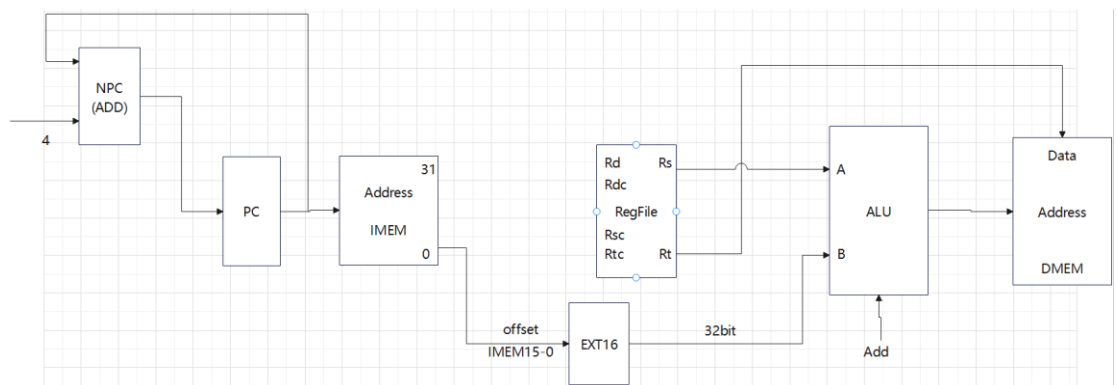 NPC
(ADD)
4
PC
31
Address
IMEM
0
offset
IMEM15-0
EXT16
32bit
Rd
Rs
Rdc
RegFile
Rsc
Rtc
Rt
A
ALU
B
Add
Data
Address
DMEM